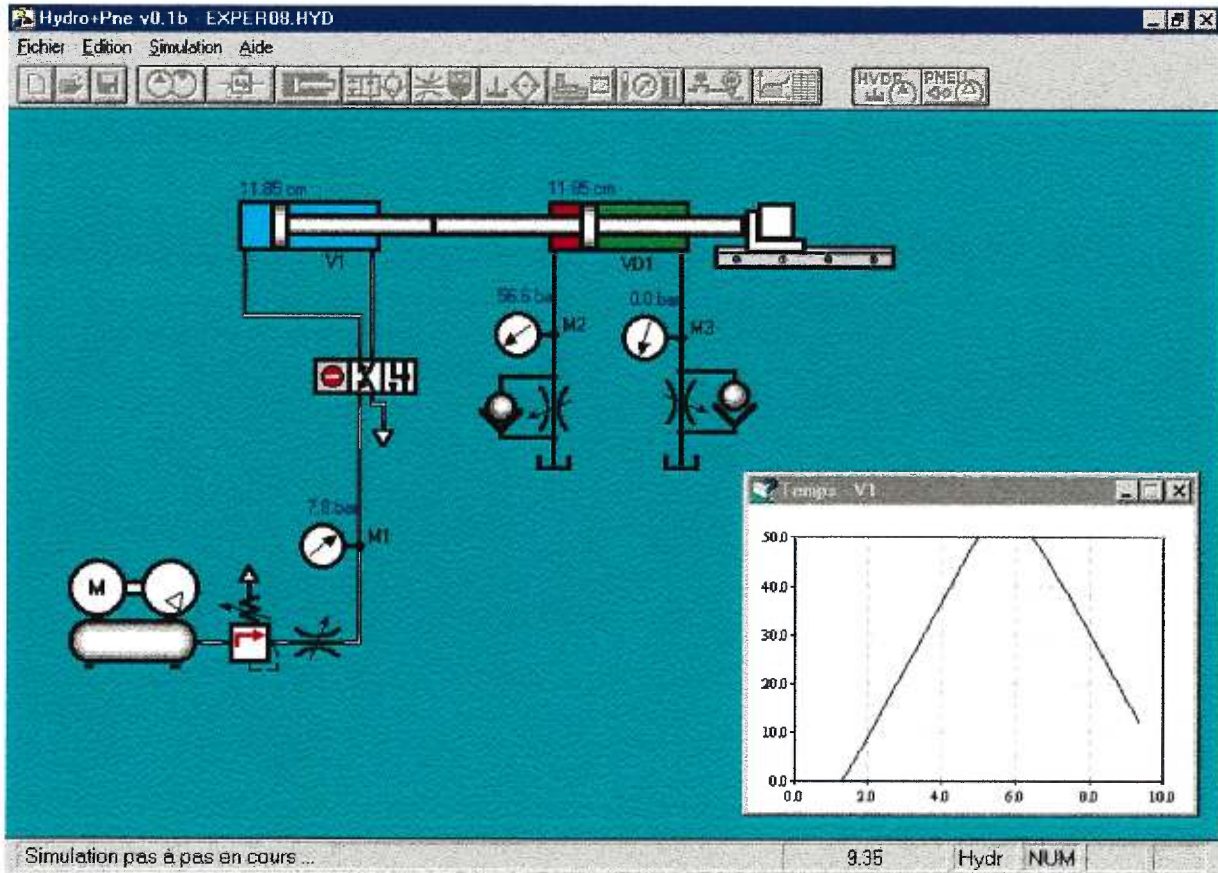 Hydro+Pne v0.1b - EXPER08.HYD
Fichier Edition Simulation Aide
HYDR PNEU
11.85 cm 11.85 cm
V1 VD1
56.6 bar 0.0 bar
M2 M3
7.8 bar
M1
M
Temps - V1
50.0
40.0
30.0
20.0
10.0
0.0
0.0 2.0 4.0 6.0 8.0 10.0
Simulation pas à pas en cours ... 9.35 Hydr NUM